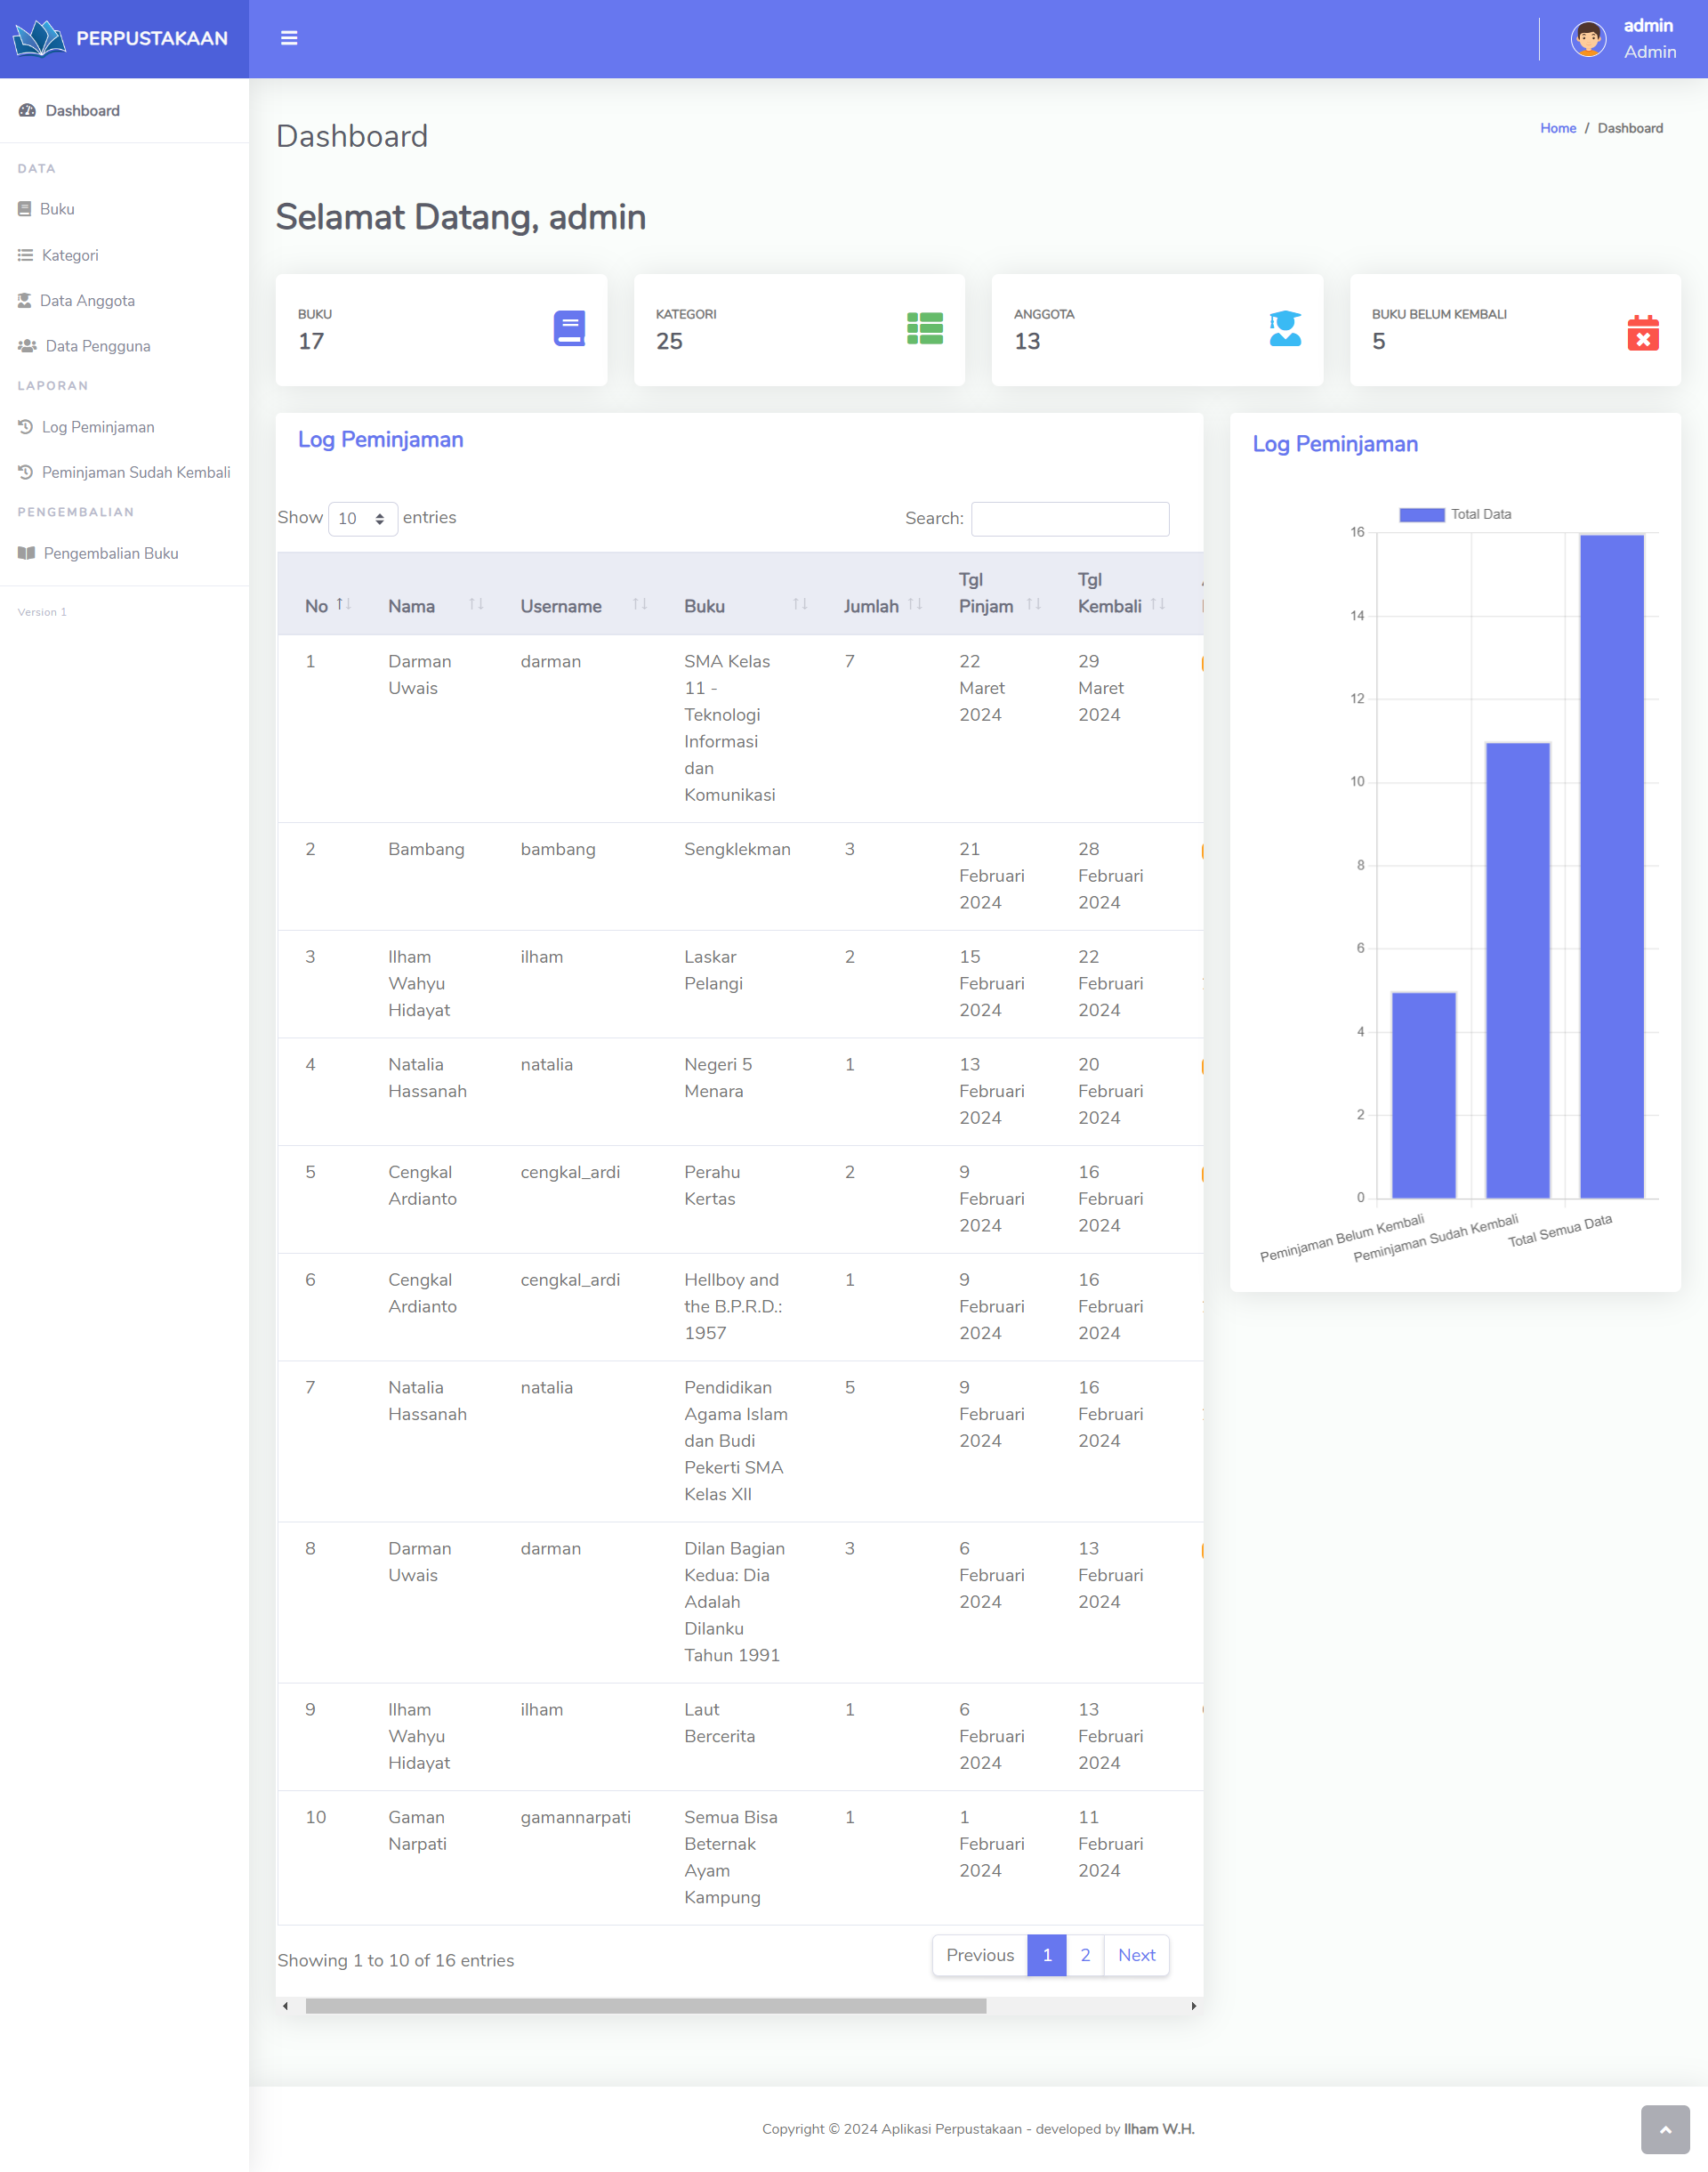 PERPUSTAKAAN
admin
Admin
Dashboard
DATA
Buku
Kategori
Data Anggota
Data Pengguna
LAPORAN
Log Peminjaman
Peminjaman Sudah Kembali
PENGEMBALIAN
Pengembalian Buku
Version 1
Dashboard
Home / Dashboard
Selamat Datang, admin
BUKU
17
KATEGORI
25
ANGGOTA
13
BUKU BELUM KEMBALI
5
Log Peminjaman
Show 10 entries
Search:
No Nama Username Buku Jumlah Tgl Pinjam Tgl Kembali
1 Darman Uwais darman SMA Kelas 11 - Teknologi Informasi dan Komunikasi 7 22 Maret 2024 29 Maret 2024
2 Bambang bambang Sengklekman 3 21 Februari 2024 28 Februari 2024
3 Ilham Wahyu Hidayat ilham Laskar Pelangi 2 15 Februari 2024 22 Februari 2024
4 Natalia Hassanah natalia Negeri 5 Menara 1 13 Februari 2024 20 Februari 2024
5 Cengkal Ardianto cengkal_ardi Perahu Kertas 2 9 Februari 2024 16 Februari 2024
6 Cengkal Ardianto cengkal_ardi Hellboy and the B.P.R.D.: 1957 1 9 Februari 2024 16 Februari 2024
7 Natalia Hassanah natalia Pendidikan Agama Islam dan Budi Pekerti SMA Kelas XII 5 9 Februari 2024 16 Februari 2024
8 Darman Uwais darman Dilan Bagian Kedua: Dia Adalah Dilanku Tahun 1991 3 6 Februari 2024 13 Februari 2024
9 Ilham Wahyu Hidayat ilham Laut Bercerita 1 6 Februari 2024 13 Februari 2024
10 Gaman Narpati gamannarpati Semua Bisa Beternak Ayam Kampung 1 1 Februari 2024 11 Februari 2024
Showing 1 to 10 of 16 entries
Previous 1 2 Next
Log Peminjaman
Total Data
16
14
12
10
8
6
4
2
0
Peminjaman Belum Kembali
Peminjaman Sudah Kembali
Total Semua Data
Copyright © 2024 Aplikasi Perpustakaan - developed by Ilham W.H.